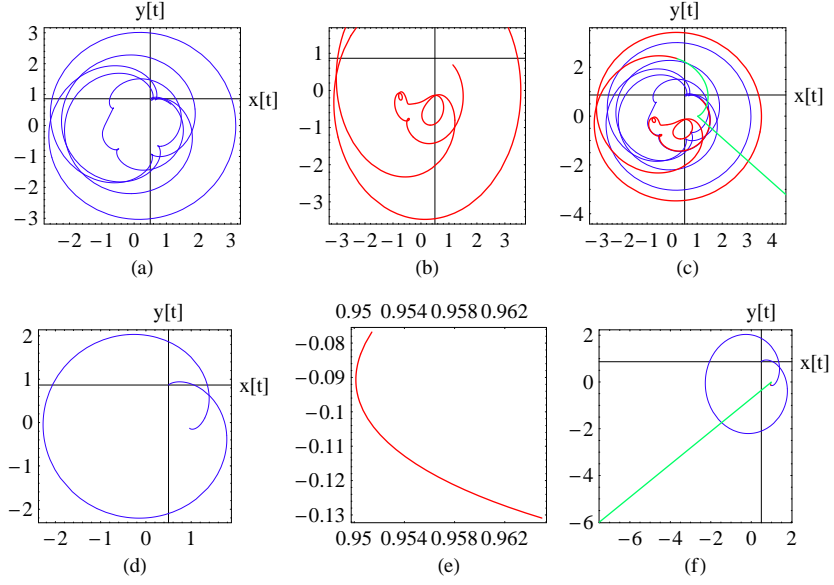 y[t]
3
2
1
0
−1
−2
−3
x[t]
−2 −1 0 1 2 3
(a)
1
0
−1
−2
−3
−3 −2 −1 0 1 2 3
(b)
y[t]
4
2
0
−2
−4
x[t]
−3 −2 −1 0 1 2 3 4
(c)
y[t]
2
1
0
−1
−2
x[t]
−2 −1 0 1
(d)
0.95 0.954 0.958 0.962
−0.08
−0.09
−0.1
−0.11
−0.12
−0.13
0.95 0.954 0.958 0.962
(e)
y[t]
2
0
−2
−4
−6
x[t]
−6 −4 −2 0 2
(f)